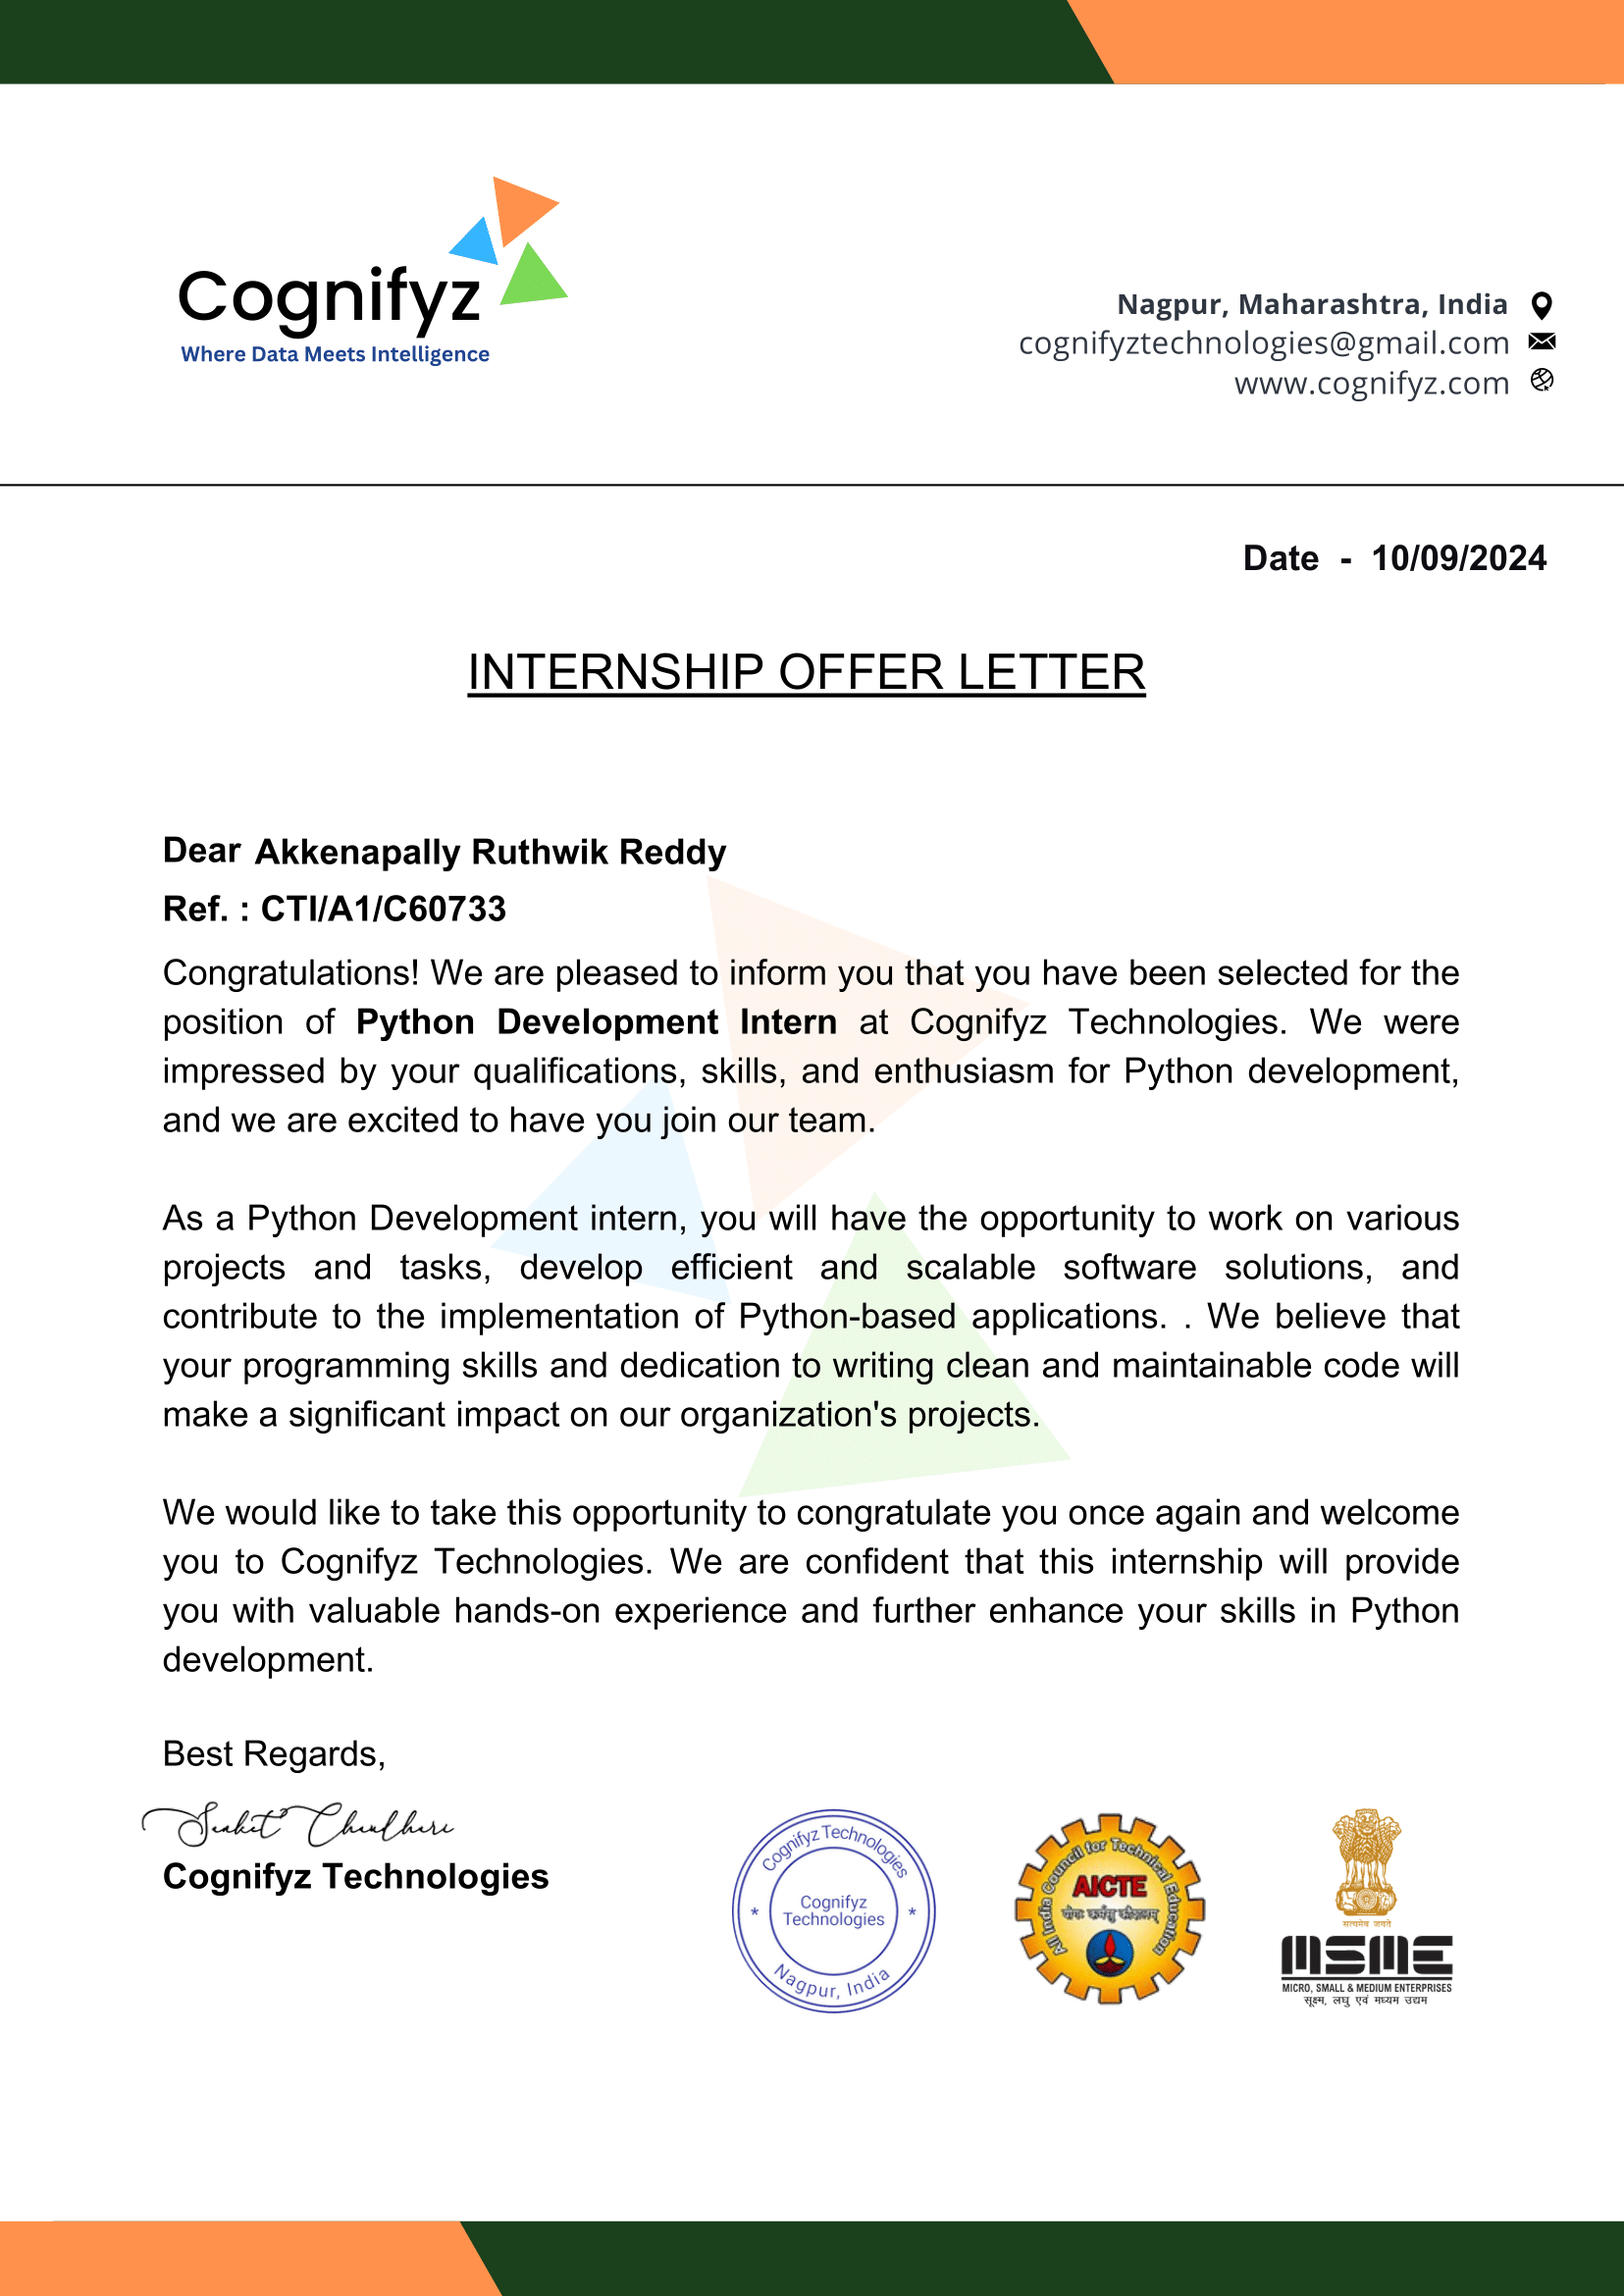 Cognifyz
Where Data Meets Intelligence
Nagpur, Maharashtra, India
cognifyztechnologies@gmail.com
www.cognifyz.com
Date - 10/09/2024
INTERNSHIP OFFER LETTER
Dear Akkenapally Ruthwik Reddy
Ref. : CTI/A1/C60733
Congratulations! We are pleased to inform you that you have been selected for the
position of Python Development Intern at Cognifyz Technologies. We were
impressed by your qualifications, skills, and enthusiasm for Python development,
and we are excited to have you join our team.
As a Python Development intern, you will have the opportunity to work on various
projects and tasks, develop efficient and scalable software solutions, and
contribute to the implementation of Python-based applications. . We believe that
your programming skills and dedication to writing clean and maintainable code will
make a significant impact on our organization's projects.
We would like to take this opportunity to congratulate you once again and welcome
you to Cognifyz Technologies. We are confident that this internship will provide
you with valuable hands-on experience and further enhance your skills in Python
development.
Best Regards,
Cognifyz Technologies
Cognifyz Technologies
Cognifyz
Technologies
* *
Nagpur, India
All India Council for Technical Education
AICTE
योगः कर्मसु कौशलम्
सत्यमेव जयते
MSME
MICRO, SMALL & MEDIUM ENTERPRISES
सूक्ष्म, लघु एवं मध्यम उद्यम